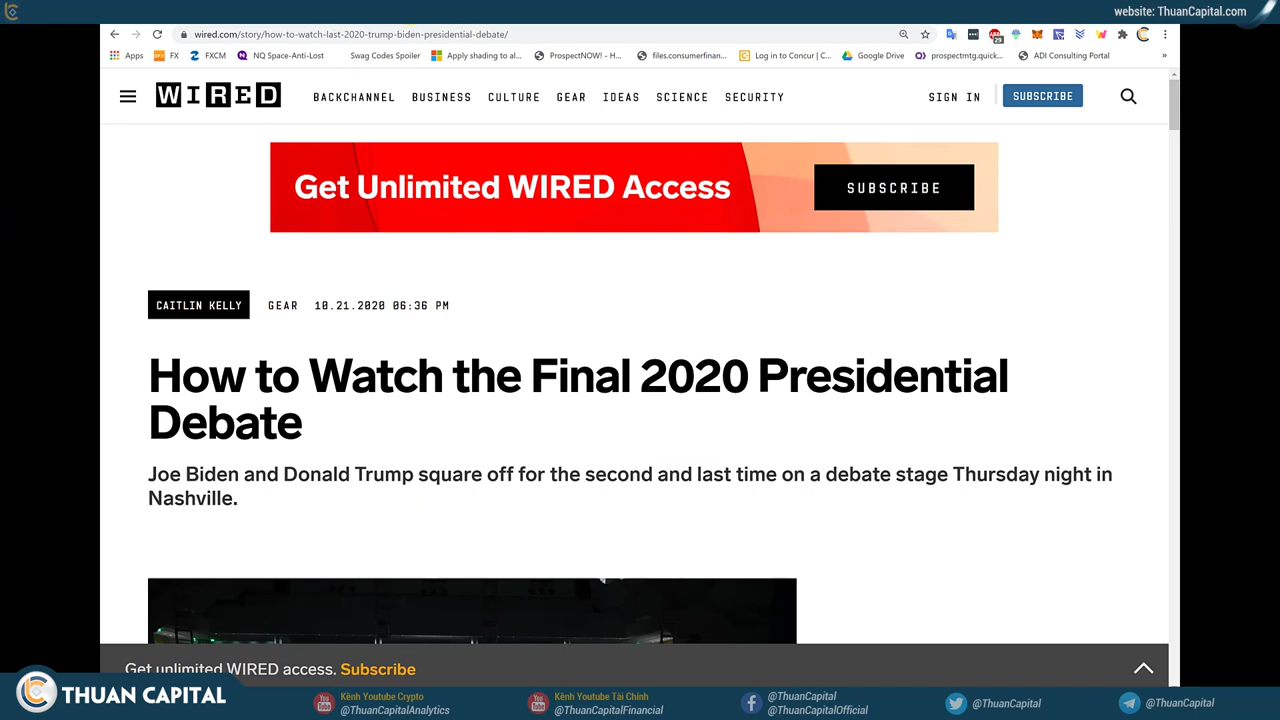 website: ThuanCapital.com
wired.com/story/how-to-watch-last-2020-trump-biden-presidential-debate/
29
Apps FX FXCM NQ Space-Anti-Lost Swag Codes Spoiler Apply shading to al... ProspectNOW! - H... files.consumerfinan... Log in to Concur | C... Google Drive prospectmtg.quick... ADI Consulting Portal »
WIRED BACKCHANNEL BUSINESS CULTURE GEAR IDEAS SCIENCE SECURITY SIGN IN SUBSCRIBE
Get Unlimited WIRED Access SUBSCRIBE
CAITLIN KELLY GEAR 10.21.2020 06:36 PM
How to Watch the Final 2020 Presidential
Debate
Joe Biden and Donald Trump square off for the second and last time on a debate stage Thursday night in
Nashville.
Get unlimited WIRED access. Subscribe
THUAN CAPITAL
You Tube Kênh Youtube Crypto
@ThuanCapitalAnalytics
You Tube Kênh Youtube Tài Chính
@ThuanCapitalFinancial
@ThuanCapital
@ThuanCapitalOfficial
@ThuanCapital
@ThuanCapital